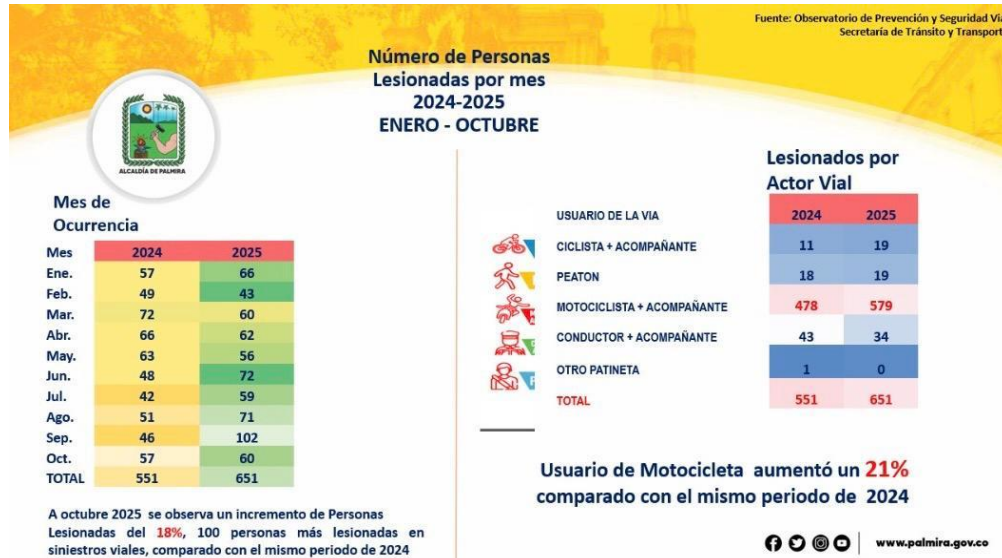 Fuente: Observatorio de Prevención y Seguridad Via
Secretaría de Tránsito y Transport
Número de Personas
Lesionadas por mes
2024-2025
ENERO - OCTUBRE
ALCALDÍA DE PALMIRA
Mes de
Ocurrencia
Mes 2024 2025
Ene. 57 66
Feb. 49 43
Mar. 72 60
Abr. 66 62
May. 63 56
Jun. 48 72
Jul. 42 59
Ago. 51 71
Sep. 46 102
Oct. 57 60
TOTAL 551 651
A octubre 2025 se observa un incremento de Personas
Lesionadas del 18%, 100 personas más lesionadas en
siniestros viales, comparado con el mismo periodo de 2024
Lesionados por
Actor Vial
USUARIO DE LA VIA 2024 2025
CICLISTA + ACOMPAÑANTE 11 19
PEATON 18 19
MOTOCICLISTA + ACOMPAÑANTE 478 579
CONDUCTOR + ACOMPAÑANTE 43 34
OTRO PATINETA 1 0
TOTAL 551 651
Usuario de Motocicleta aumentó un 21%
comparado con el mismo periodo de 2024
www.palmira.gov.co